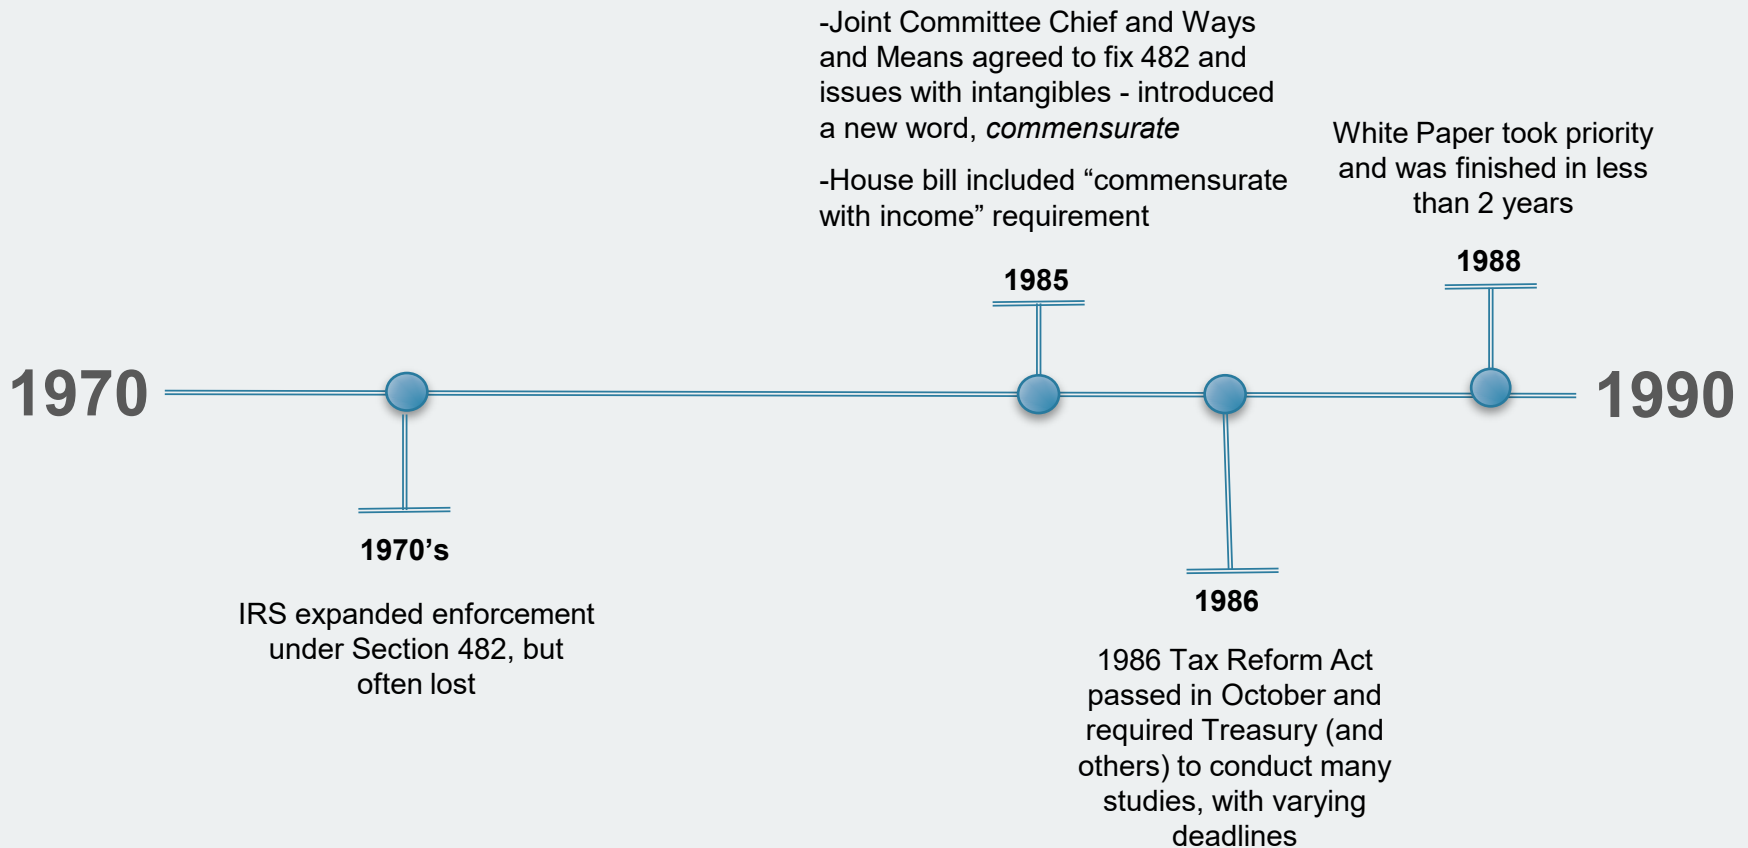 -Joint Committee Chief and Ways
and Means agreed to fix 482 and
issues with intangibles - introduced
a new word, commensurate
-House bill included “commensurate
with income” requirement
1985
White Paper took priority
and was finished in less
than 2 years
1988
1970
1990
1970’s
IRS expanded enforcement
under Section 482, but
often lost
1986
1986 Tax Reform Act
passed in October and
required Treasury (and
others) to conduct many
studies, with varying
deadlines